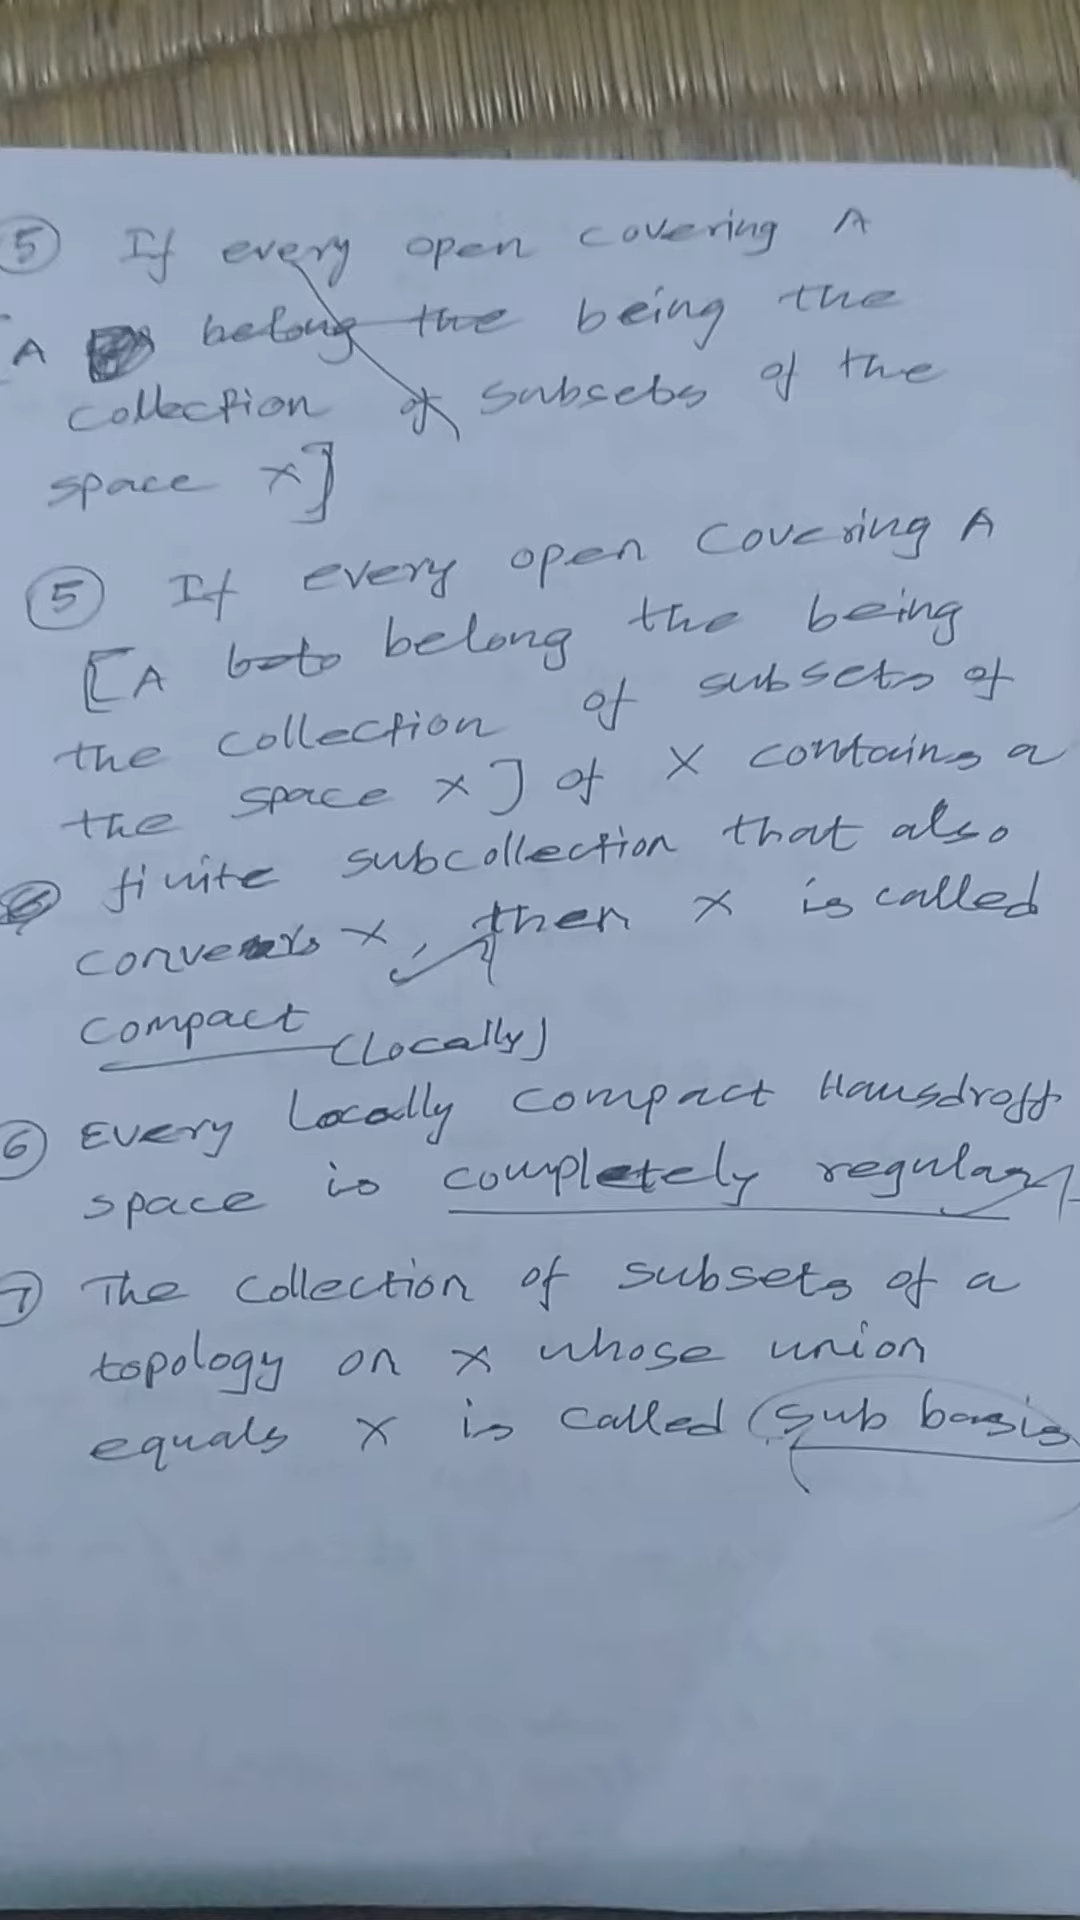 ⑤ If every open covering A
[A belong the being the
collection of subsets of the
space X]
⑤ If every open covering A
[A beto belong the being
the collection of subsets of
the space X] of X contains a
finite subcollection that also
X, then X is called
compact (Locally)
⑥ Every locally compact Hausdroff
space is completely regular
⑦ The collection of subsets of a
topology on X whose union
equals X is called sub basis